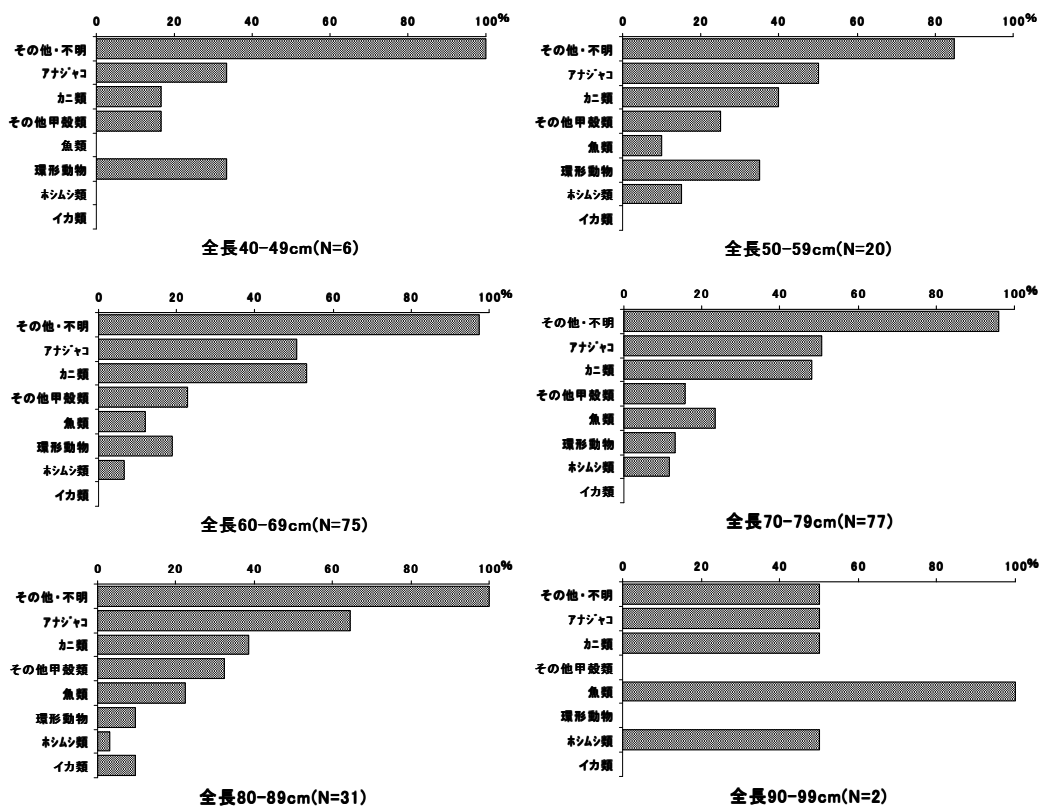 0 20 40 60 80 100%
その他・不明
アナジャコ
カニ類
その他甲殻類
魚類
環形動物
ホシムシ類
イカ類
全長40-49cm(N=6)
0 20 40 60 80 100%
その他・不明
アナジャコ
カニ類
その他甲殻類
魚類
環形動物
ホシムシ類
イカ類
全長50-59cm(N=20)
0 20 40 60 80 100%
その他・不明
アナジャコ
カニ類
その他甲殻類
魚類
環形動物
ホシムシ類
イカ類
全長60-69cm(N=75)
0 20 40 60 80 100%
その他・不明
アナジャコ
カニ類
その他甲殻類
魚類
環形動物
ホシムシ類
イカ類
全長70-79cm(N=77)
0 20 40 60 80 100%
その他・不明
アナジャコ
カニ類
その他甲殻類
魚類
環形動物
ホシムシ類
イカ類
全長80-89cm(N=31)
0 20 40 60 80 100%
その他・不明
アナジャコ
カニ類
その他甲殻類
魚類
環形動物
ホシムシ類
イカ類
全長90-99cm(N=2)